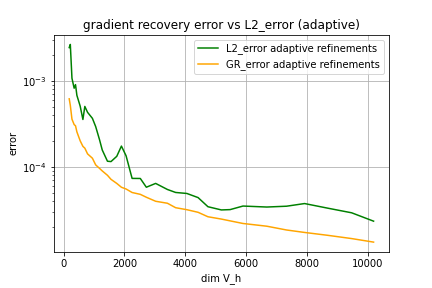 gradient recovery error vs L2_error (adaptive)
L2_error adaptive refinements
GR_error adaptive refinements
error
10⁻³
10⁻⁴
0 2000 4000 6000 8000 10000
dim V_h